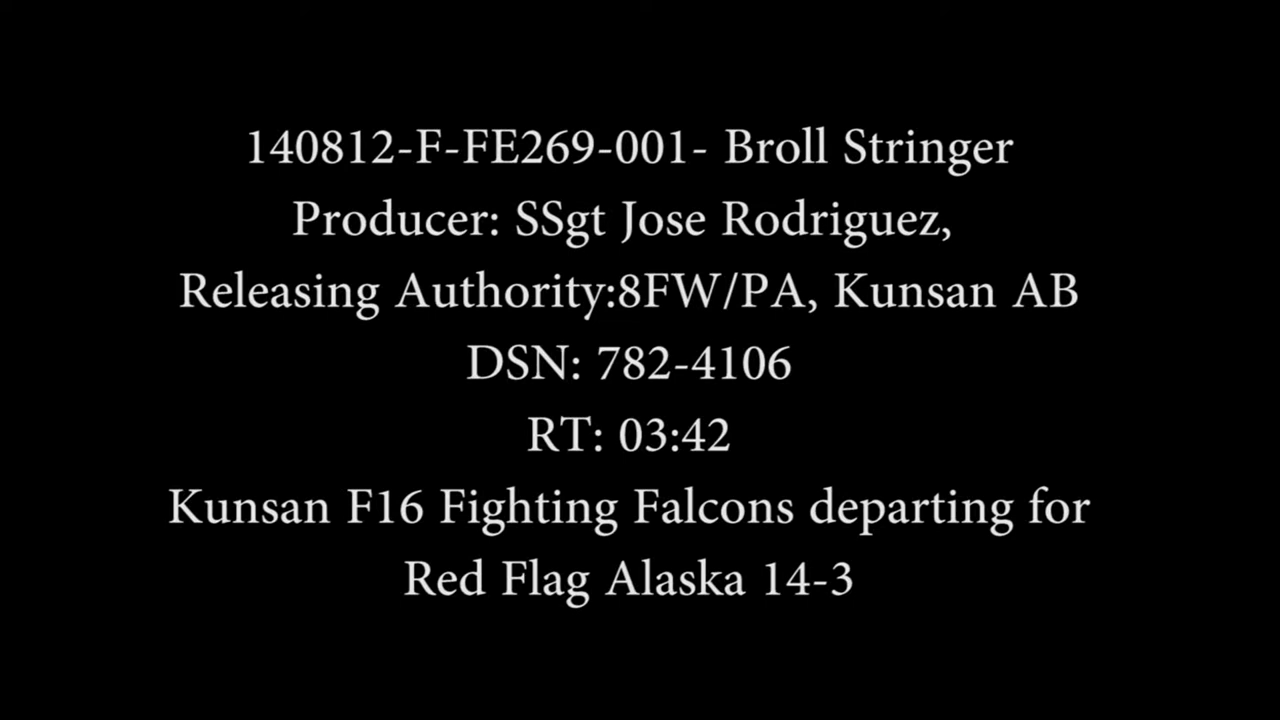 140812-F-FE269-001- Broll Stringer
Producer: SSgt Jose Rodriguez,
Releasing Authority:8FW/PA, Kunsan AB
DSN: 782-4106
RT: 03:42
Kunsan F16 Fighting Falcons departing for
Red Flag Alaska 14-3